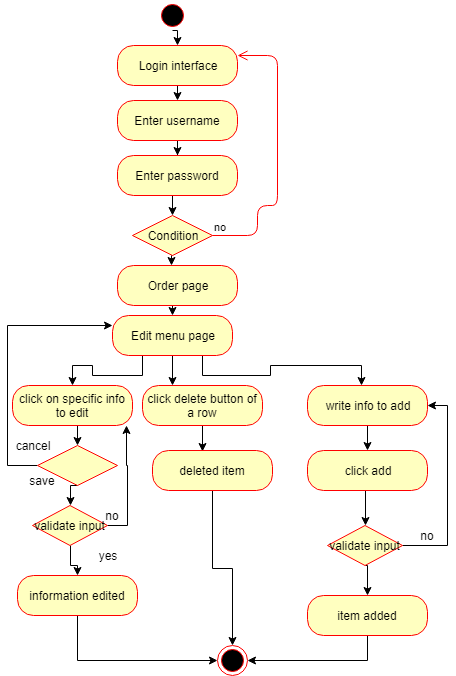 Login interface
Enter username
Enter password
Condition
no
Order page
Edit menu page
click on specific info
to edit
click delete button of
a row
write info to add
cancel
save
deleted item
click add
no
validate input
no
validate input
yes
information edited
item added